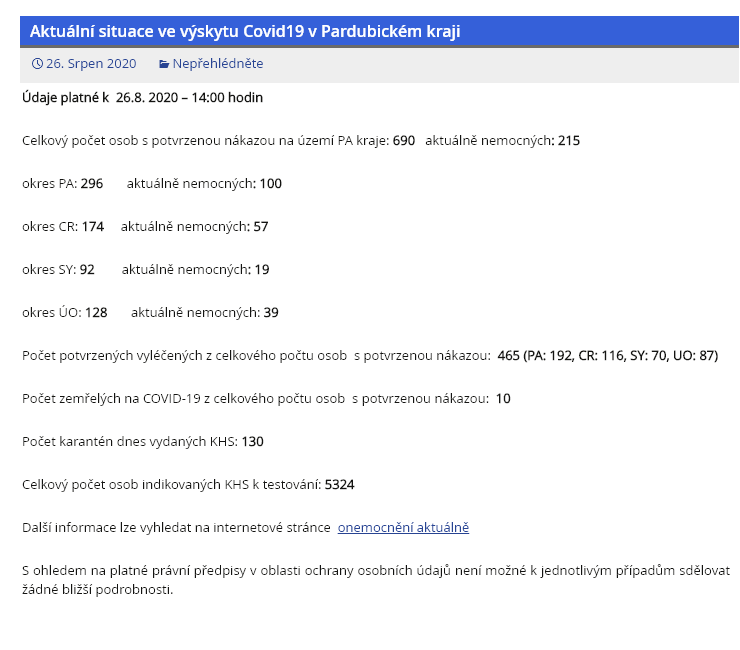 Aktuální situace ve výskytu Covid19 v Pardubickém kraji
26. Srpen 2020 Nepřehlédněte
Údaje platné k 26.8. 2020 – 14:00 hodin
Celkový počet osob s potvrzenou nákazou na území PA kraje: 690 aktuálně nemocných: 215
okres PA: 296 aktuálně nemocných: 100
okres CR: 174 aktuálně nemocných: 57
okres SY: 92 aktuálně nemocných: 19
okres ÚO: 128 aktuálně nemocných: 39
Počet potvrzených vyléčených z celkového počtu osob s potvrzenou nákazou: 465 (PA: 192, CR: 116, SY: 70, UO: 87)
Počet zemřelých na COVID-19 z celkového počtu osob s potvrzenou nákazou: 10
Počet karantén dnes vydaných KHS: 130
Celkový počet osob indikovaných KHS k testování: 5324
Další informace lze vyhledat na internetové stránce onemocnění aktuálně
S ohledem na platné právní předpisy v oblasti ochrany osobních údajů není možné k jednotlivým případům sdělovat
žádné bližší podrobnosti.